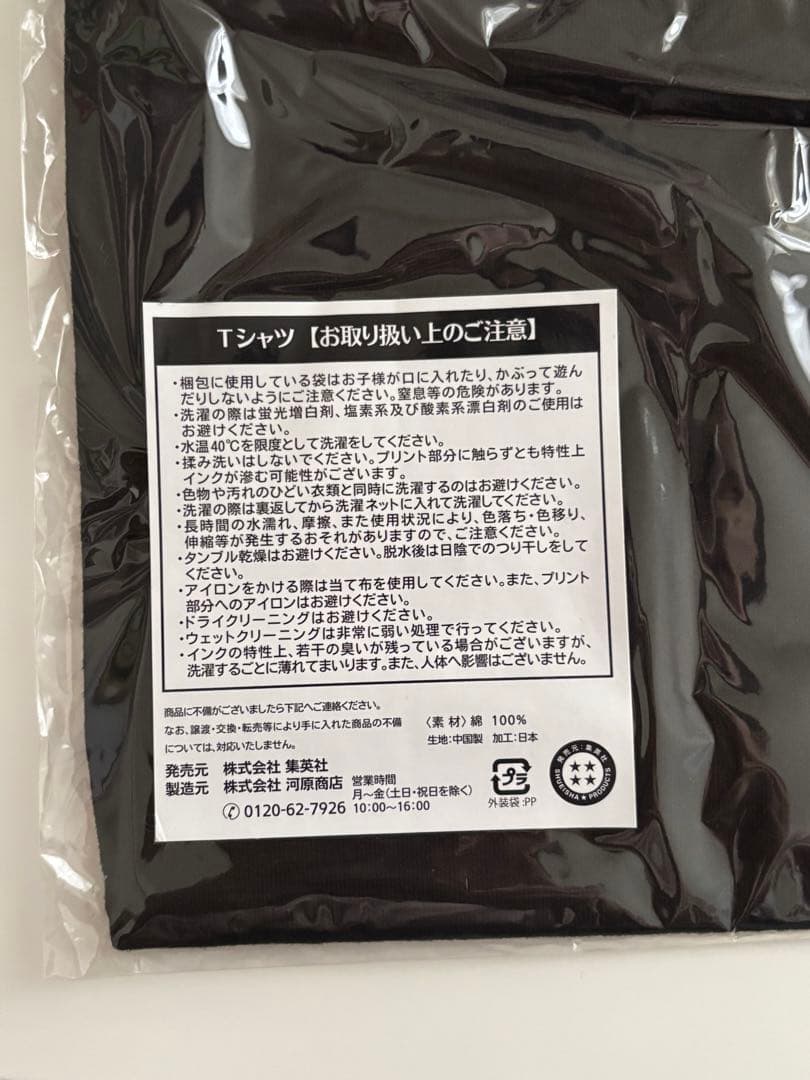 Tシャツ【お取り扱い上のご注意】
・梱包に使用している袋はお子様が口に入れたり、かぶって遊ん
だりしないようにご注意ください。窒息等の危険があります。
・洗濯の際は蛍光増白剤、塩素系及び酸素系漂白剤のご使用は
お避けください。
・水温40℃を限度として洗濯をしてください。
・揉み洗いはしないでください。プリント部分に触らずとも特性上
インクが滲む可能性がございます。
・色物や汚れのひどい衣類と同時に洗濯するのはお避けください。
・洗濯の際は裏返してから洗濯ネットに入れて洗濯してください。
・長時間の水濡れ、摩擦、また使用状況により、色落ち・色移り、
伸縮等が発生するおそれがありますので、ご注意ください。
・タンブル乾燥はお避けください。脱水後は日陰でのつり干しをして
ください。
・アイロンをかける際は当て布を使用してください。また、プリント
部分へのアイロンはお避けください。
・ドライクリーニングはお避けください。
・ウェットクリーニングは非常に弱い処理で行ってください。
・インクの特性上、若干の臭いが残っている場合がございますが、
洗濯するごとに薄れてまいります。また、人体へ影響はございません。
商品に不備がございましたら下記へご連絡ください。
なお、譲渡・交換・転売等により手に入れた商品の不備
については、対応いたしません。
〈素材〉綿 100%
生地:中国製 加工:日本
発売元 株式会社 集英社
製造元 株式会社 河原商店
営業時間
月〜金(土日・祝日を除く)
0120-62-7926 10:00〜16:00
プラ
外装袋:PP
発売元:集英社
SHUEISHA PRODUCTS